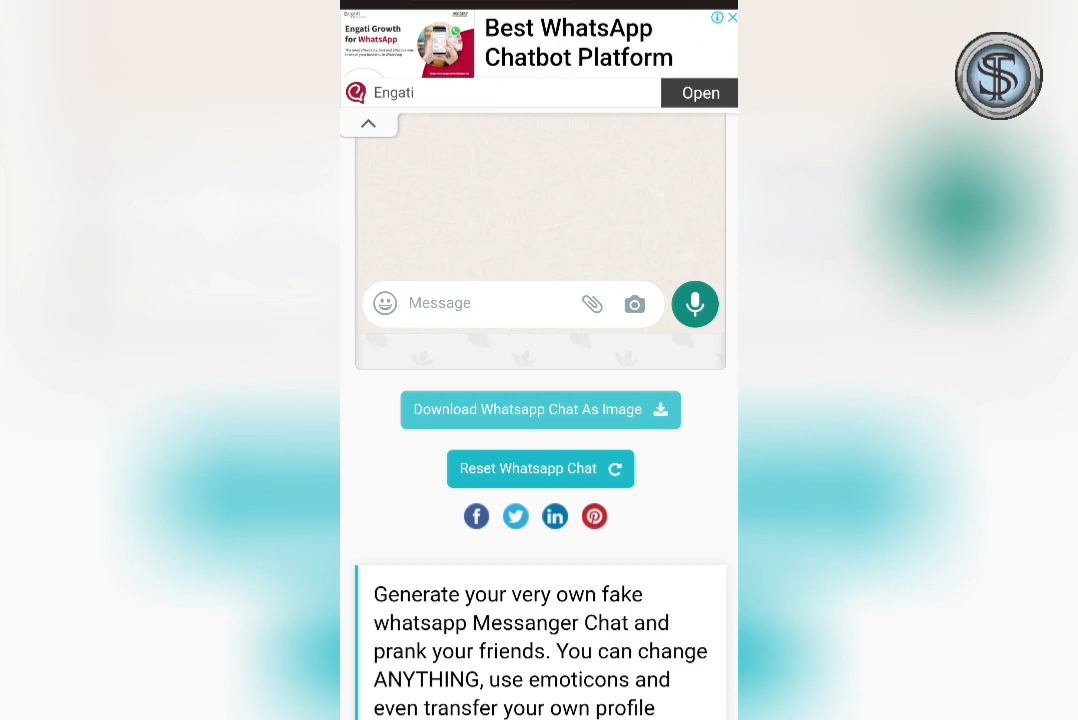 Engati Growth
for WhatsApp
Best WhatsApp
Chatbot Platform
Engati
Open
Message
Download Whatsapp Chat As Image
Reset Whatsapp Chat
Generate your very own fake
whatsapp Messanger Chat and
prank your friends. You can change
ANYTHING, use emoticons and
even transfer your own profile